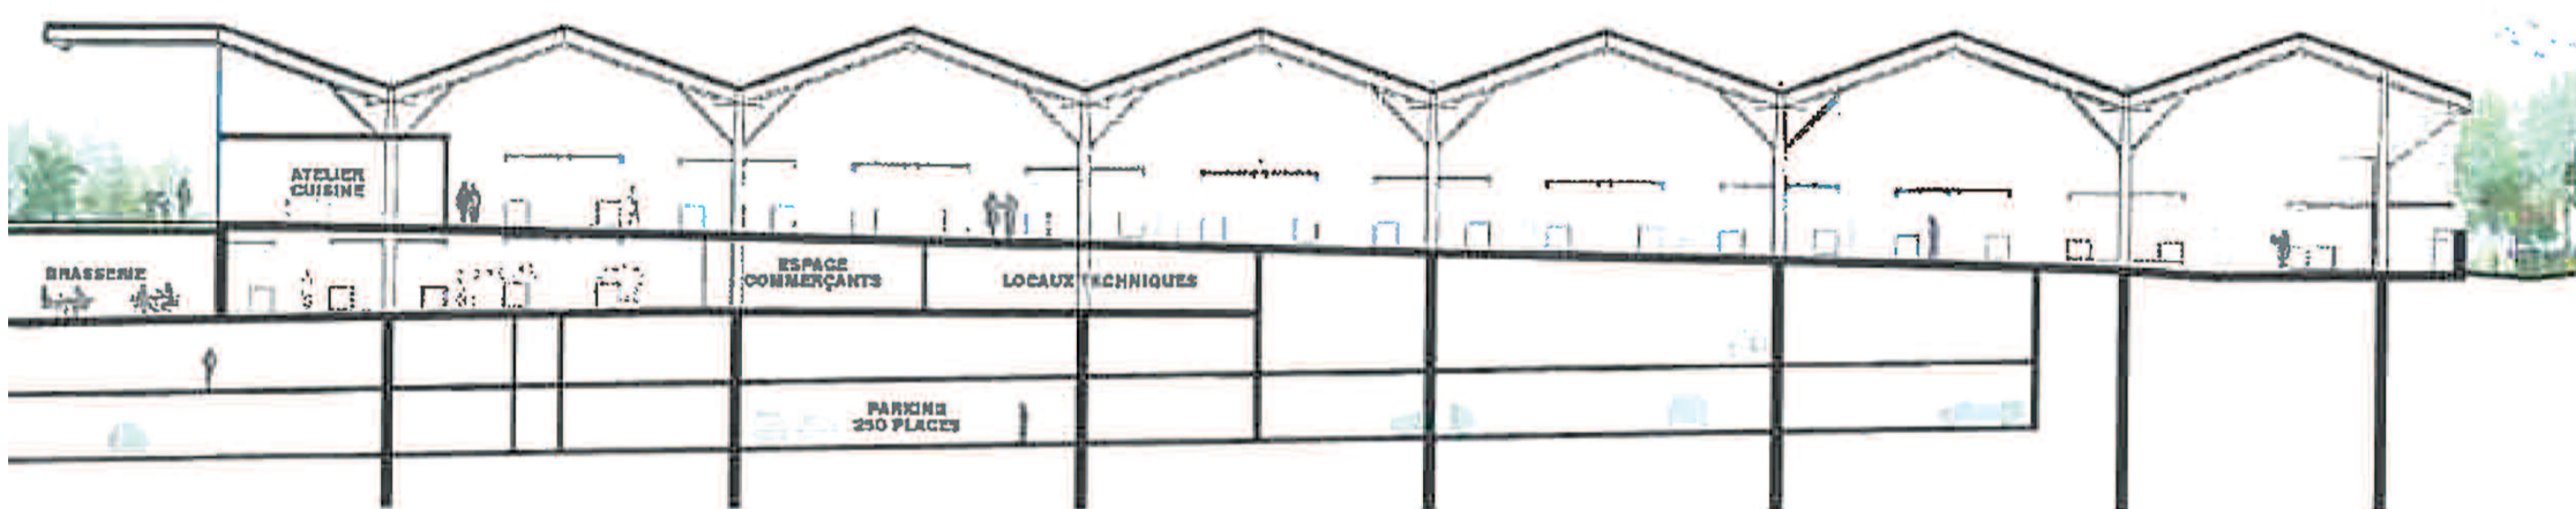 ATELIER
CUISINE
BRASSERIE
ESPACE
COMMERÇANTS
LOCAUX TECHNIQUES
PARKING
250 PLACES